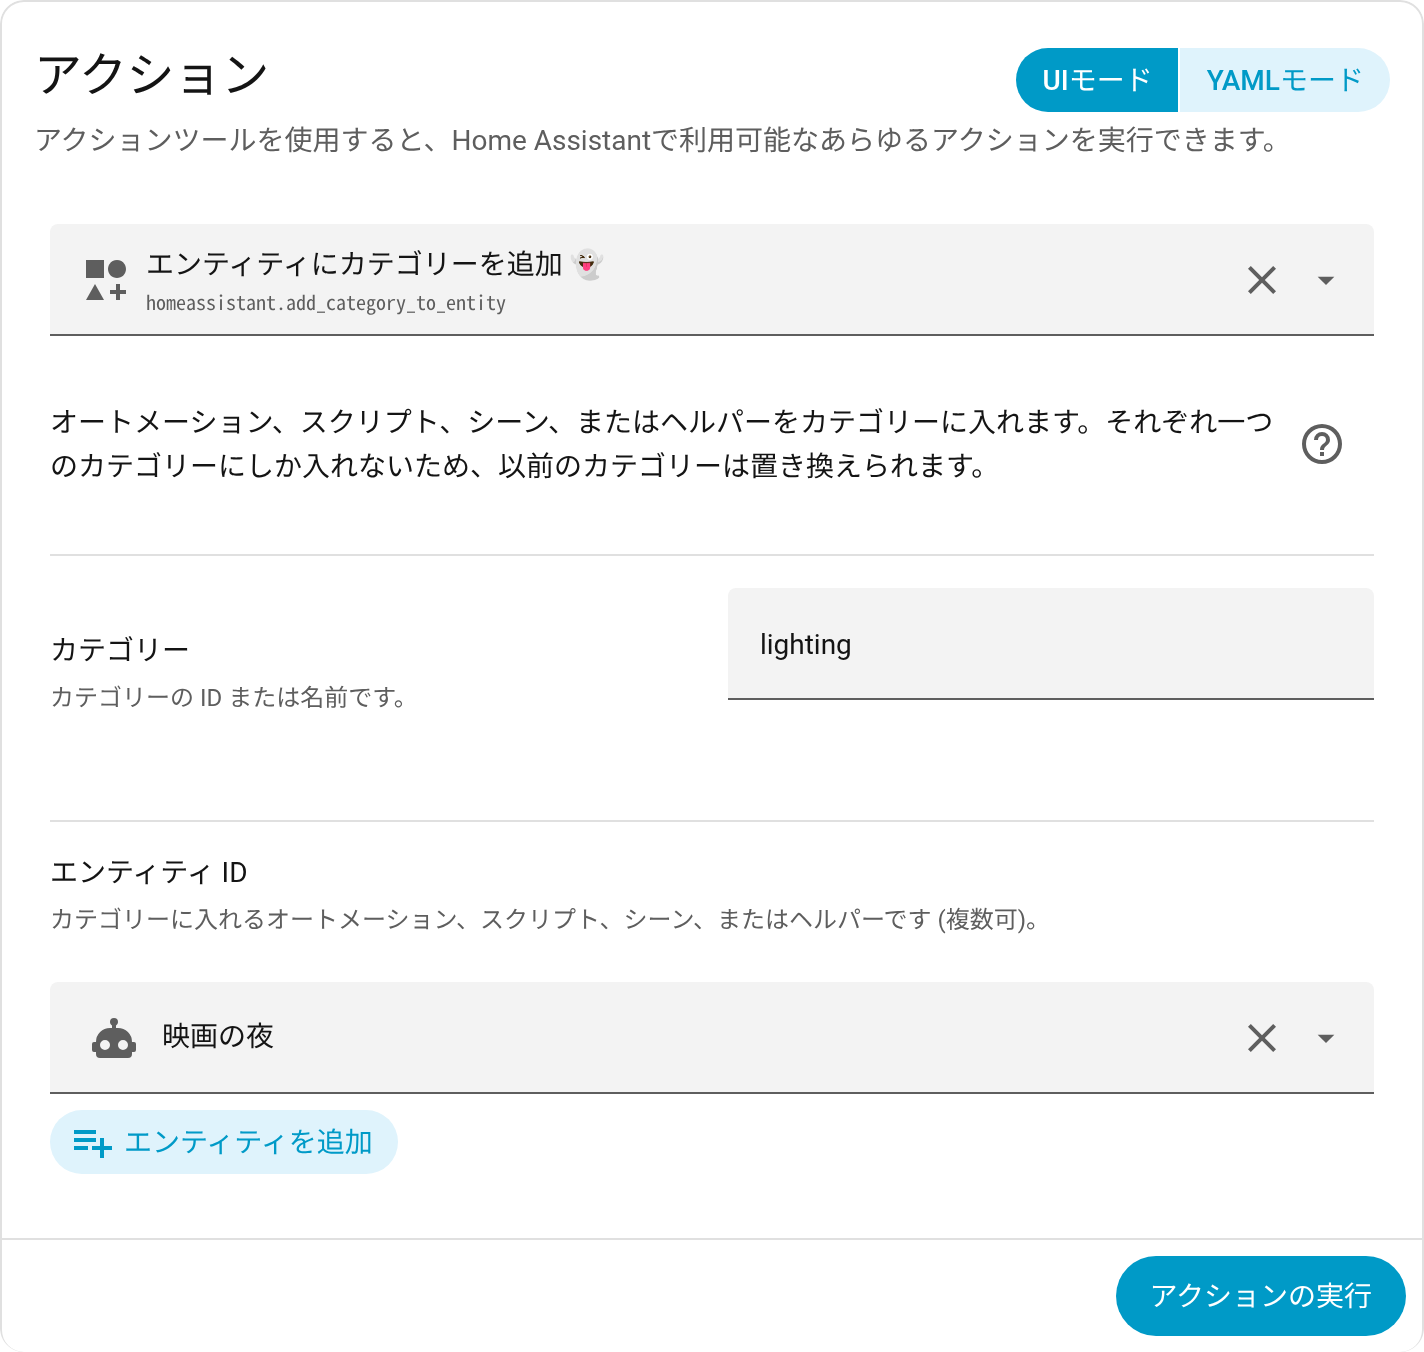 アクション
UIモード
YAMLモード
アクションツールを使用すると、Home Assistantで利用可能なあらゆるアクションを実行できます。
エンティティにカテゴリーを追加 👻
homeassistant.add_category_to_entity
オートメーション、スクリプト、シーン、またはヘルパーをカテゴリーに入れます。それぞれ一つ
のカテゴリーにしか入れないため、以前のカテゴリーは置き換えられます。
カテゴリー
カテゴリーの ID または名前です。
lighting
エンティティ ID
カテゴリーに入れるオートメーション、スクリプト、シーン、またはヘルパーです (複数可)。
映画の夜
エンティティを追加
アクションの実行